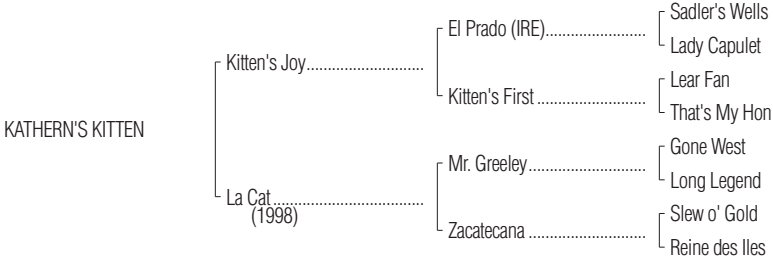 Sadler's Wells
El Prado (IRE)
Lady Capulet
Kitten's Joy
Lear Fan
Kitten's First
That's My Hon
KATHERN'S KITTEN
Gone West
Mr. Greeley
Long Legend
La Cat
(1998)
Slew o' Gold
Zacatecana
Reine des Iles